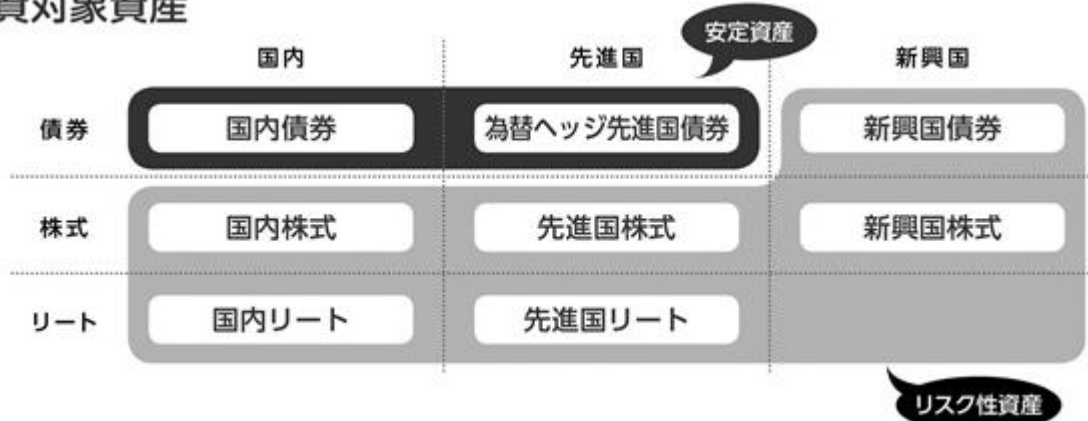 資対象資産
安定資産
国内 先進国 新興国
債券 国内債券 為替ヘッジ先進国債券 新興国債券
株式 国内株式 先進国株式 新興国株式
リート 国内リート 先進国リート
リスク性資産